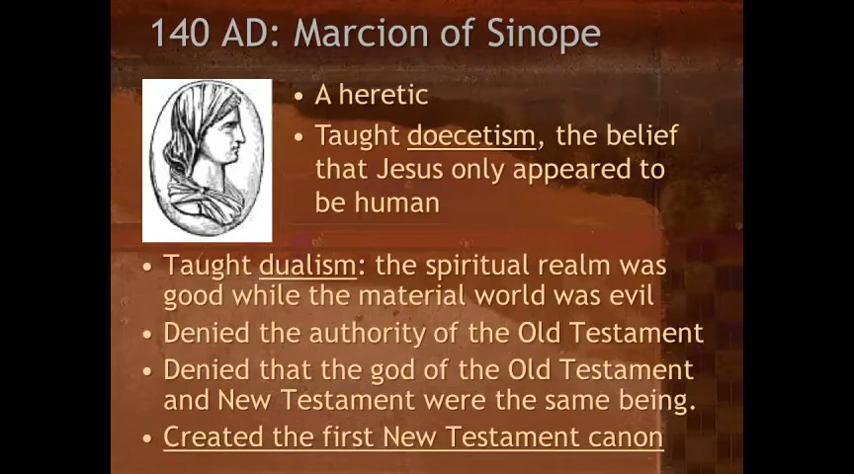 140 AD: Marcion of Sinope
• A heretic
• Taught doecetism, the belief
that Jesus only appeared to
be human
• Taught dualism: the spiritual realm was
good while the material world was evil
• Denied the authority of the Old Testament
• Denied that the god of the Old Testament
and New Testament were the same being.
• Created the first New Testament canon